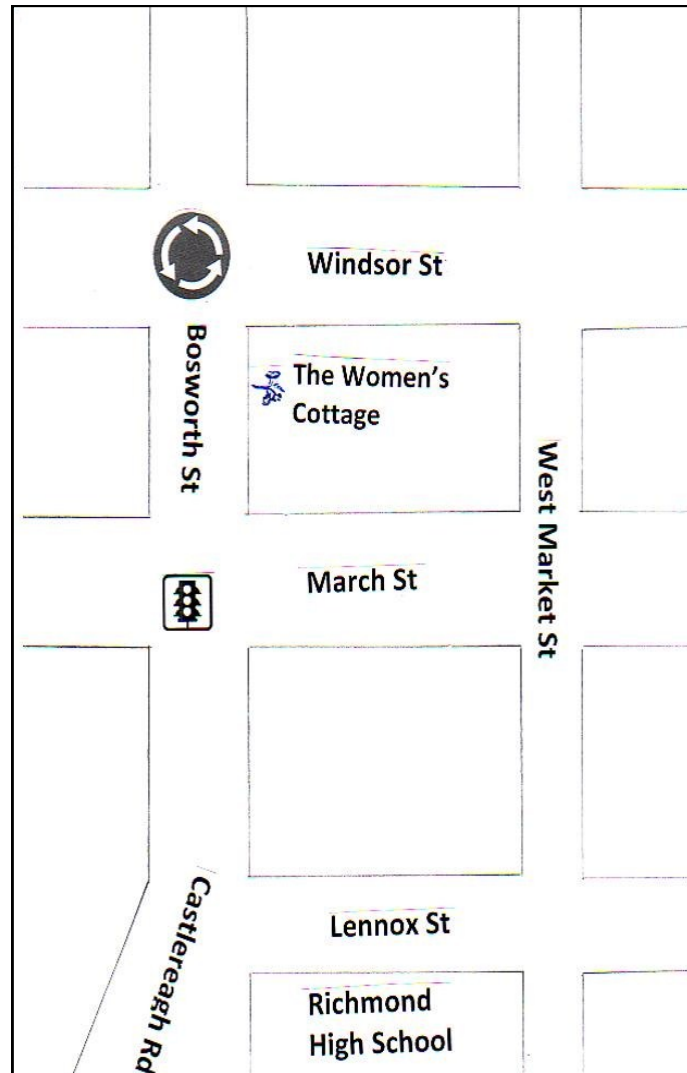 Windsor St
Bosworth St
The Women's
Cottage
West Market St
March St
Castlereagh Rd
Lennox St
Richmond
High School